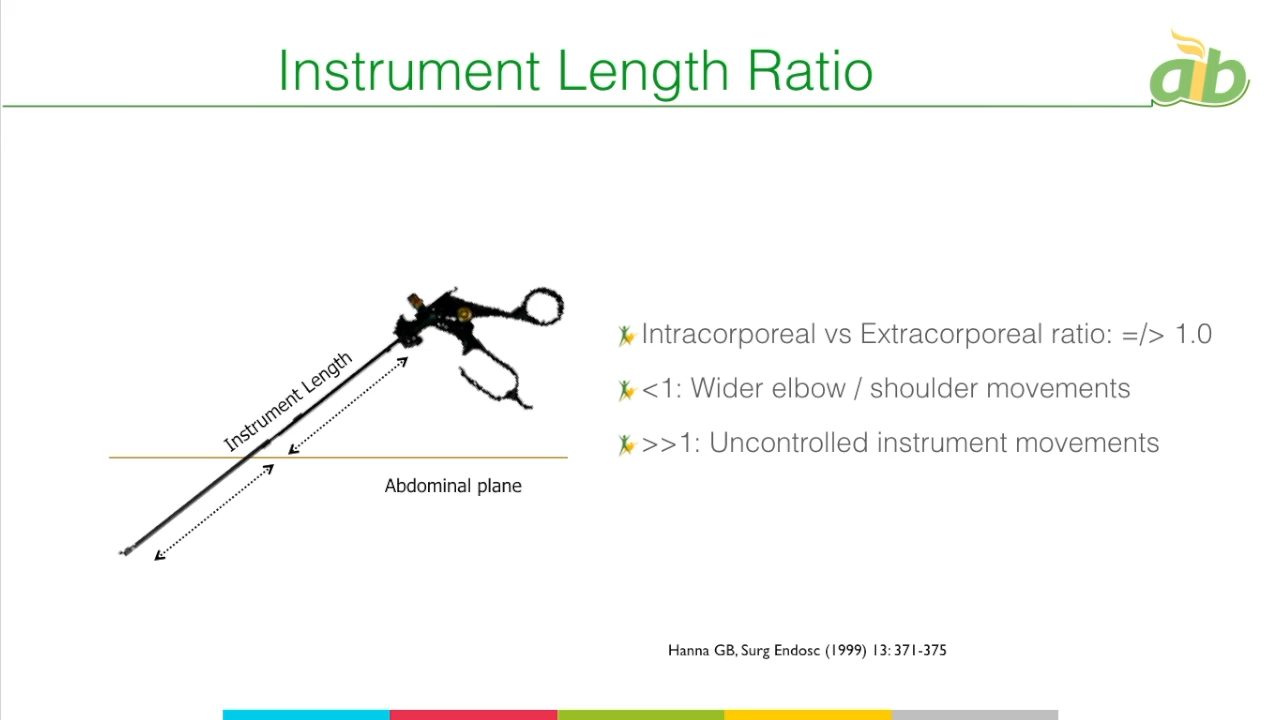 Instrument Length Ratio
aib
Instrument Length
Abdominal plane
Intracorporeal vs Extracorporeal ratio: =/> 1.0
<1: Wider elbow / shoulder movements
>>1: Uncontrolled instrument movements
Hanna GB, Surg Endosc (1999) 13: 371-375